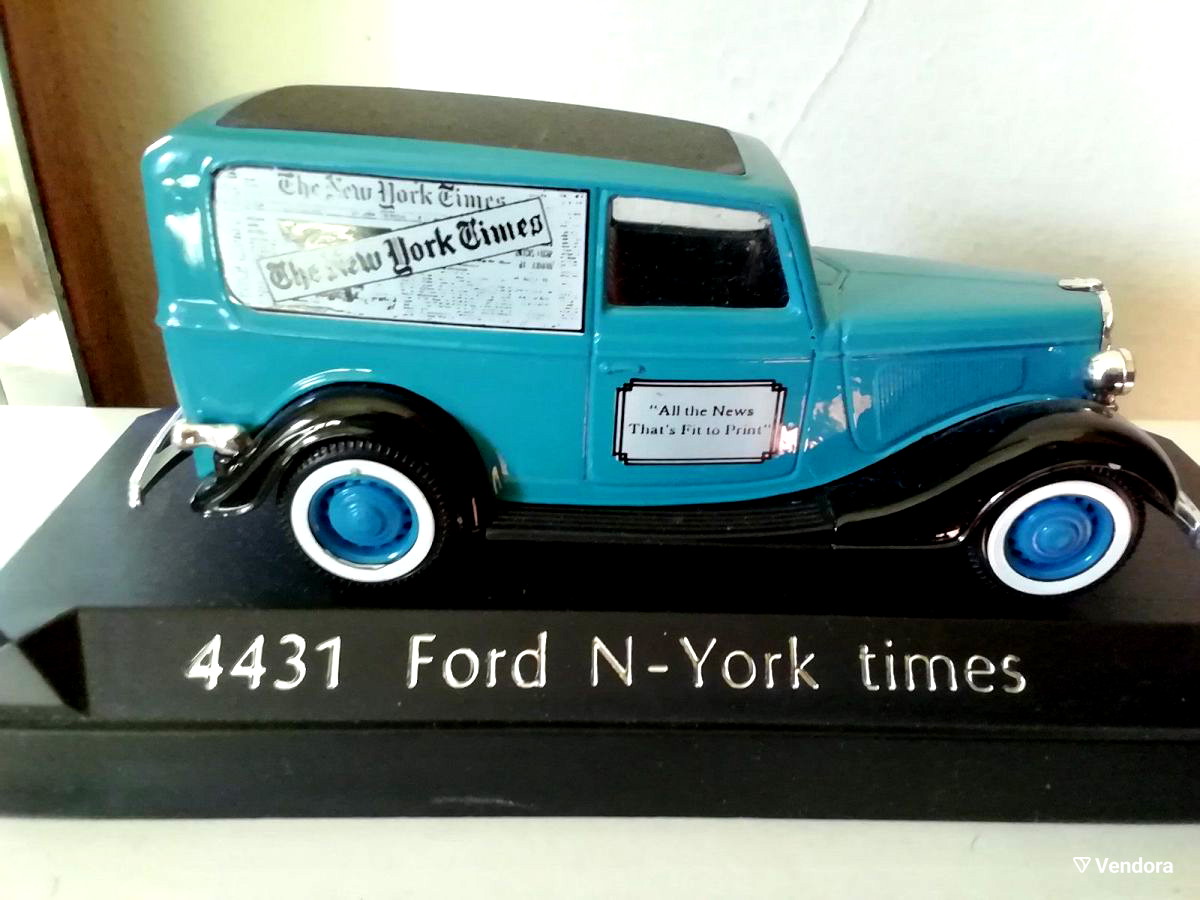 The New York Times
The New York Times
"All the News
That's Fit to Print"
4431 Ford N-York times
Vendora